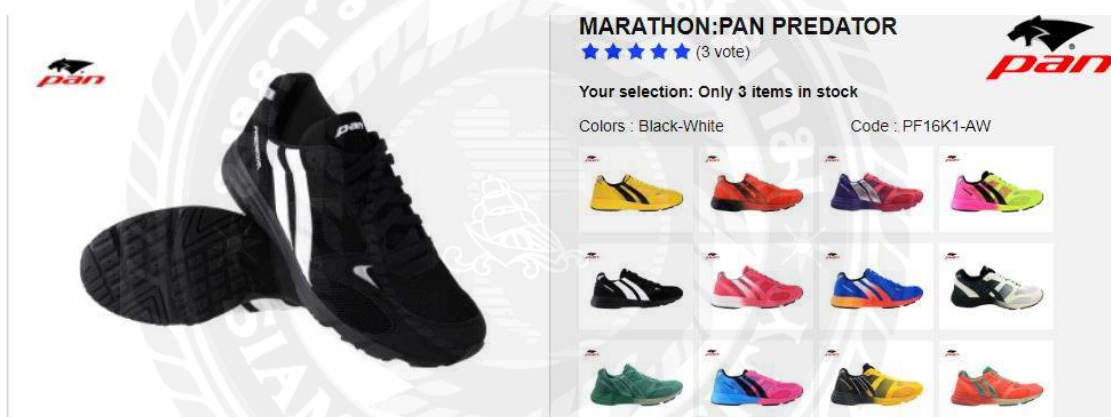 pan
pan
PREDATOR
MARATHON:PAN PREDATOR
(3 vote)
pan
Your selection: Only 3 items in stock
Colors : Black-White
Code : PF16K1-AW